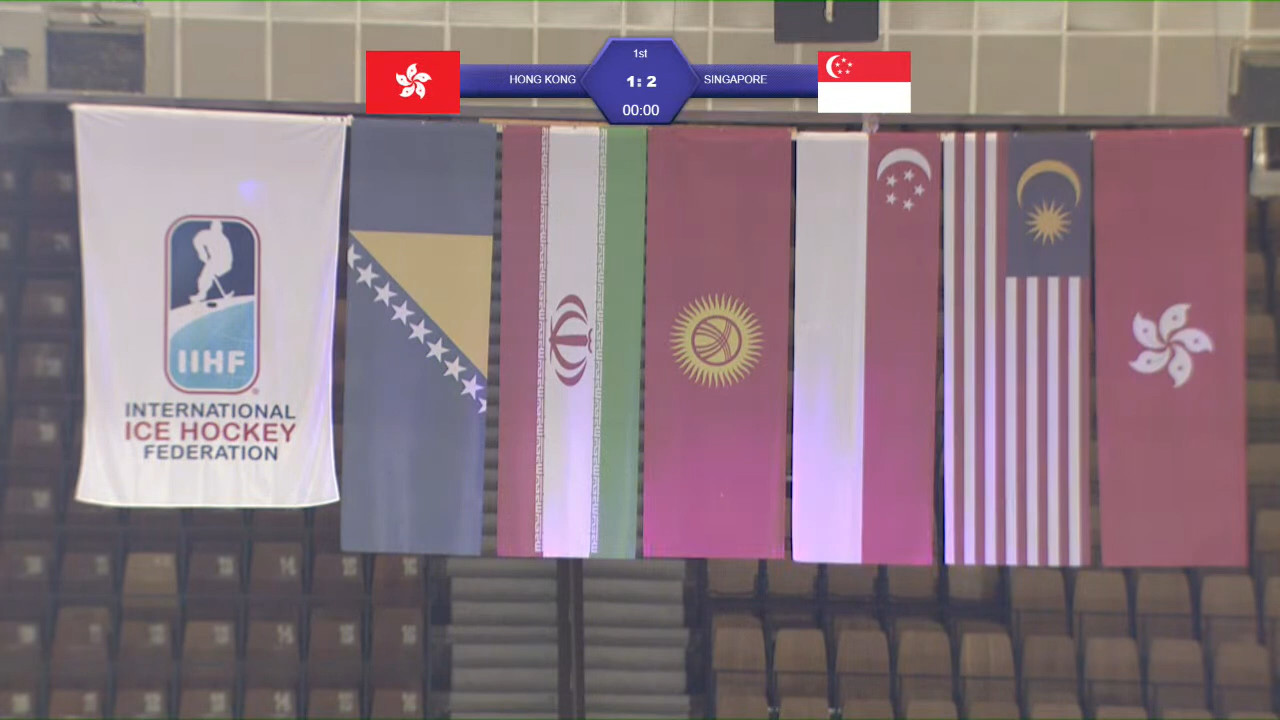 1st
HONG KONG 1: 2 SINGAPORE
00:00
IIHF
®
INTERNATIONAL
ICE HOCKEY
FEDERATION